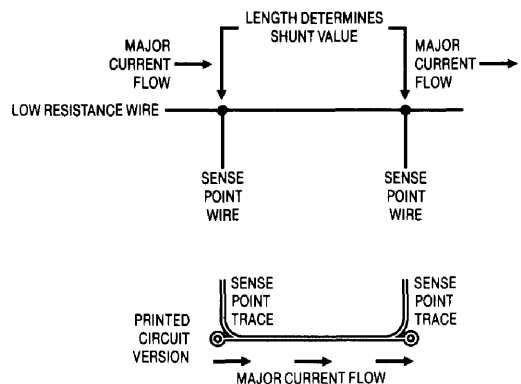 LENGTH DETERMINES
SHUNT VALUE
MAJOR
CURRENT
FLOW
MAJOR
CURRENT
FLOW
LOW RESISTANCE WIRE
SENSE
POINT
WIRE
SENSE
POINT
WIRE
SENSE
POINT
TRACE
SENSE
POINT
TRACE
PRINTED
CIRCUIT
VERSION
MAJOR CURRENT FLOW